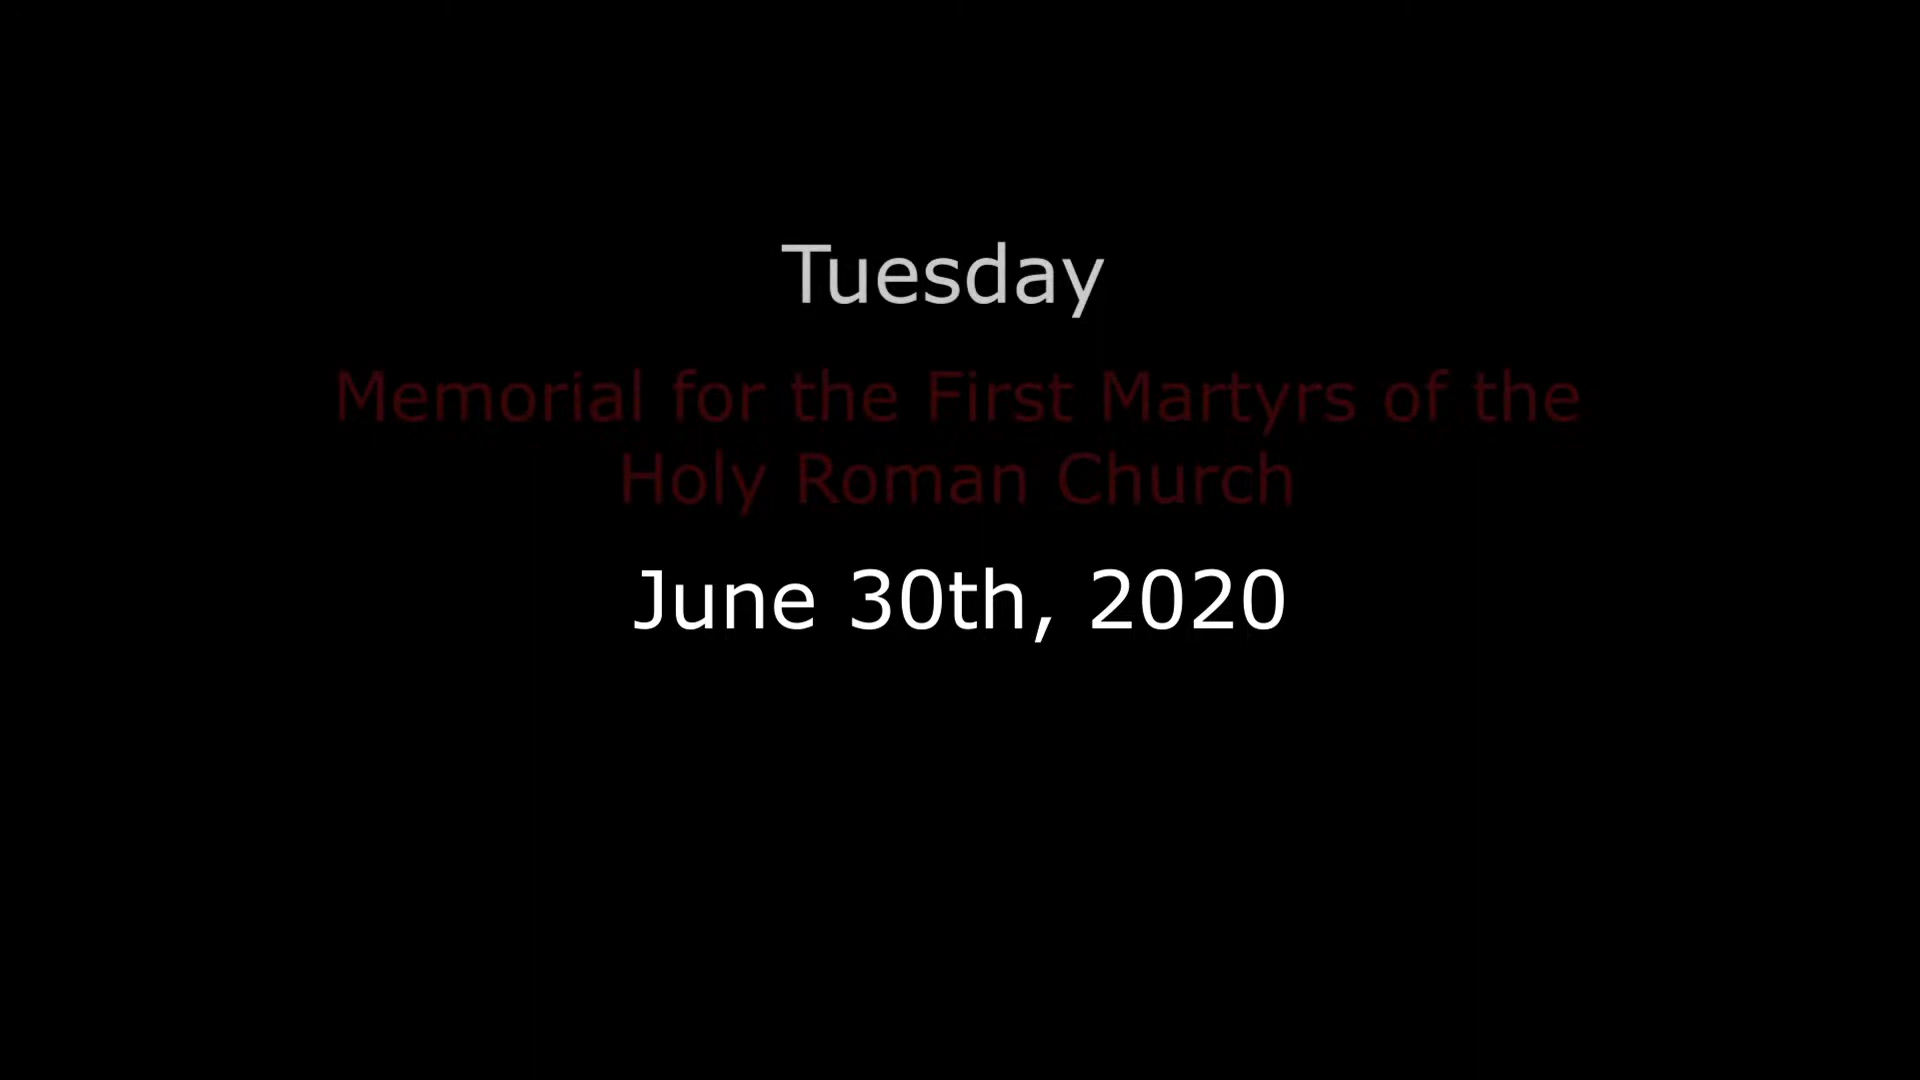 Tuesday
Memorial for the First Martyrs of the
Holy Roman Church
June 30th, 2020